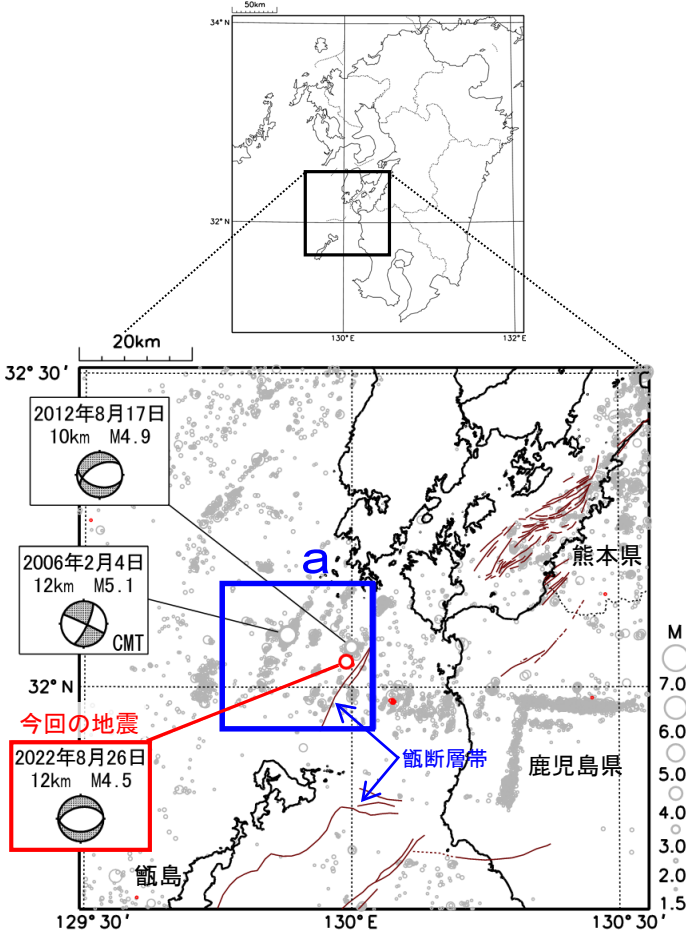 50km
34°N
32°N
130°E
132°E
20km
32° 30′
2012年8月17日
10km M4.9
2006年2月4日
12km M5.1
CMT
a
熊本県
32° N
今回の地震
2022年8月26日
12km M4.5
甑断層帯
鹿児島県
甑島
M
7.0
6.0
5.0
4.0
3.0
2.0
1.5
129° 30′
130° E
130° 30′